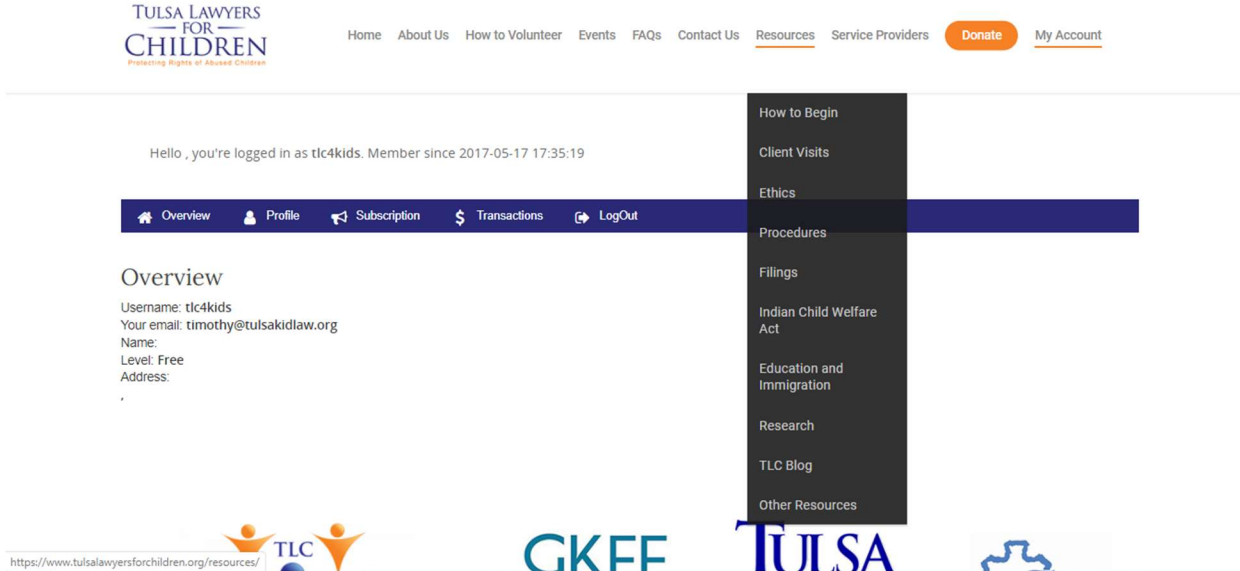 TULSA LAWYERS
FOR
CHILDREN
Protecting Rights of Abused Children
Home About Us How to Volunteer Events FAQs Contact Us Resources Service Providers Donate My Account
How to Begin
Client Visits
Ethics
Procedures
Filings
Indian Child Welfare
Act
Education and
Immigration
Research
TLC Blog
Other Resources
Hello , you're logged in as tlc4kids. Member since 2017-05-17 17:35:19
Overview Profile Subscription $ Transactions LogOut
Overview
Username: tlc4kids
Your email: timothy@tulsakidlaw.org
Name:
Level: Free
Address:
,
TLC
GKFF
TULSA
https://www.tulsalawyersforchildren.org/resources/